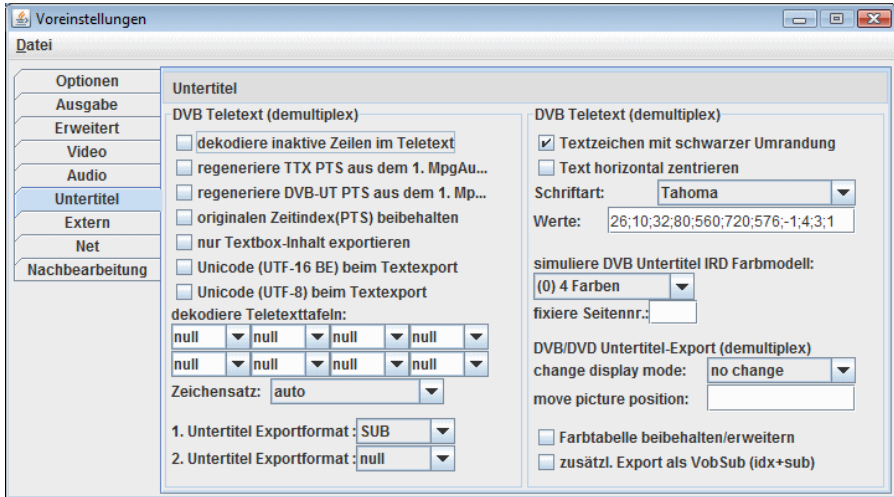 Voreinstellungen
Datei
Optionen
Ausgabe
Erweitert
Video
Audio
Untertitel
Extern
Net
Nachbearbeitung
Untertitel
DVB Teletext (demultiplex)
dekodiere inaktive Zeilen im Teletext
regeneriere TTX PTS aus dem 1. MpgAu...
regeneriere DVB-UT PTS aus dem 1. Mp...
originalen Zeitindex(PTS) beibehalten
nur Textbox-Inhalt exportieren
Unicode (UTF-16 BE) beim Textexport
Unicode (UTF-8) beim Textexport
dekodiere Teletexttafeln:
null null null null
null null null null
Zeichensatz: auto
1. Untertitel Exportformat : SUB
2. Untertitel Exportformat : null
DVB Teletext (demultiplex)
Textzeichen mit schwarzer Umrandung
Text horizontal zentrieren
Schriftart: Tahoma
Werte: 26;10;32;80;560;720;576;-1;4;3;1
simuliere DVB Untertitel IRD Farbmodell:
(0) 4 Farben
fixiere Seitennr.:
DVB/DVD Untertitel-Export (demultiplex)
change display mode: no change
move picture position:
Farbtabelle beibehalten/erweitern
zusätzl. Export als VobSub (idx+sub)